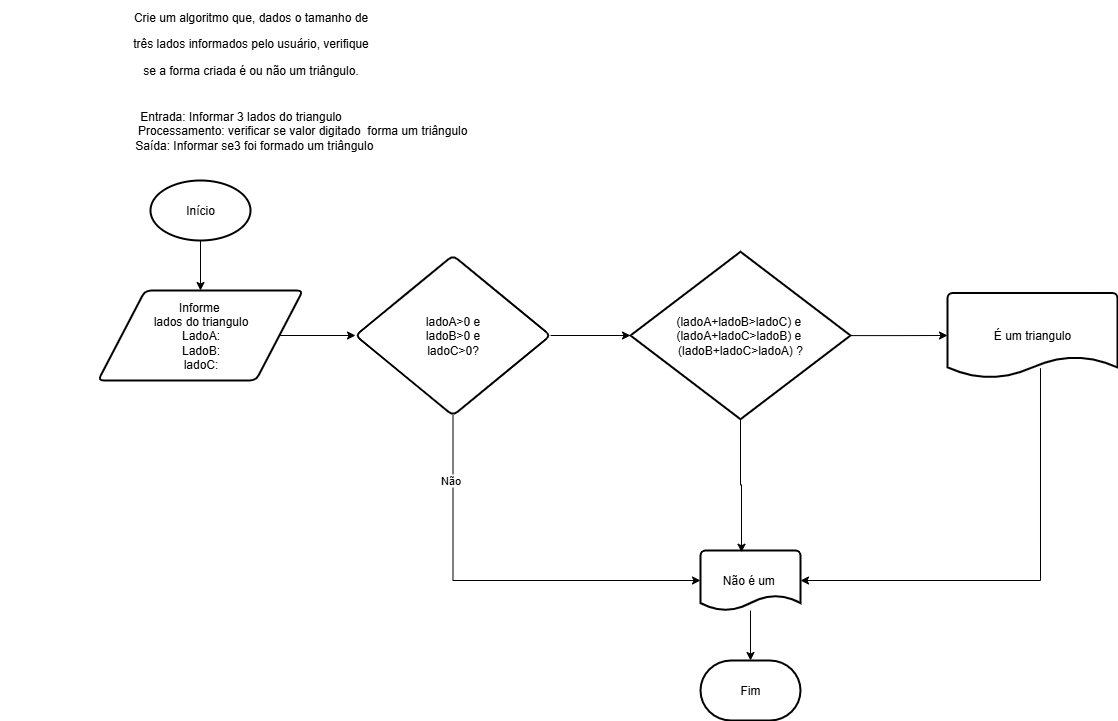 Crie um algoritmo que, dados o tamanho de
três lados informados pelo usuário, verifique
se a forma criada é ou não um triângulo.
Entrada: Informar 3 lados do triangulo
Processamento: verificar se valor digitado  forma um triângulo
Saída: Informar se3 foi formado um triângulo
Início
Informe
lados do triangulo
LadoA:
LadoB:
ladoC:
ladoA>0 e
ladoB>0 e
ladoC>0?
(ladoA+ladoB>ladoC) e
(ladoA+ladoC>ladoB) e
(ladoB+ladoC>ladoA) ?
É um triangulo
Não
Não é um
Fim